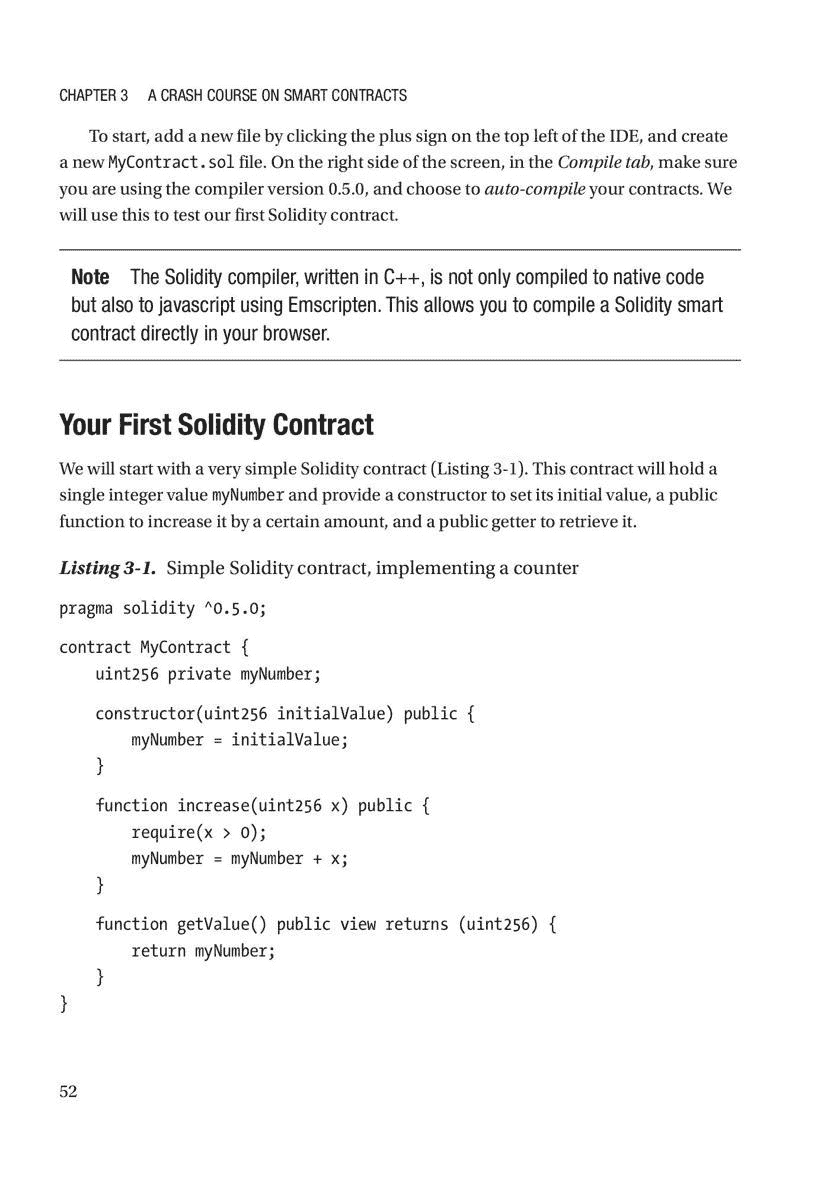 CHAPTER 3 A CRASH COURSE ON SMART CONTRACTS
To start, add a new file by clicking the plus sign on the top left of the IDE, and create
a new MyContract.sol file. On the right side of the screen, in the Compile tab, make sure
you are using the compiler version 0.5.0, and choose to auto-compile your contracts. We
will use this to test our first Solidity contract.
Note The Solidity compiler, written in C++, is not only compiled to native code
but also to javascript using Emscripten. This allows you to compile a Solidity smart
contract directly in your browser.
Your First Solidity Contract
We will start with a very simple Solidity contract (Listing 3-1). This contract will hold a
single integer value myNumber and provide a constructor to set its initial value, a public
function to increase it by a certain amount, and a public getter to retrieve it.
Listing 3-1. Simple Solidity contract, implementing a counter
pragma solidity ^0.5.0;
contract MyContract {
    uint256 private myNumber;
    constructor(uint256 initialValue) public {
        myNumber = initialValue;
    }
    function increase(uint256 x) public {
        require(x > 0);
        myNumber = myNumber + x;
    }
    function getValue() public view returns (uint256) {
        return myNumber;
    }
}
52